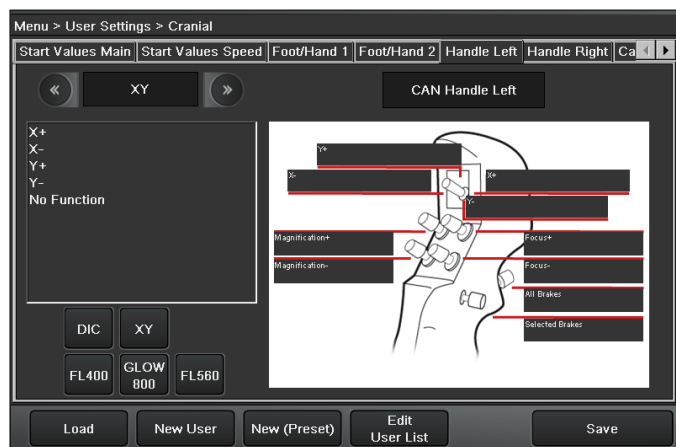 Menu > User Settings > Cranial
Start Values Main Start Values Speed Foot/Hand 1 Foot/Hand 2 Handle Left Handle Right Ca
XY
CAN Handle Left
X+
X-
Y+
Y-
No Function
Y+
X- X+
Y-
Magnification+ Focus+
Magnification- Focus-
All Brakes
Selected Brakes
DIC XY
FL400 GLOW 800 FL560
Load New User New (Preset) Edit User List Save